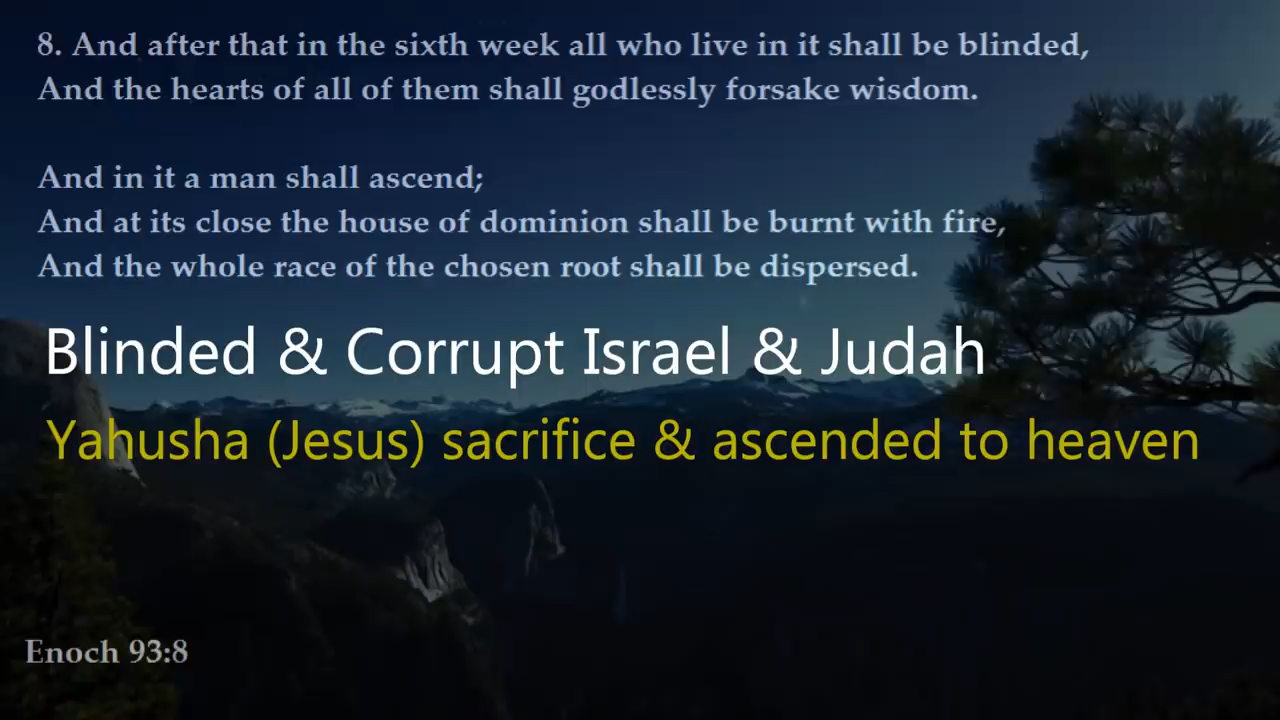 8. And after that in the sixth week all who live in it shall be blinded,
And the hearts of all of them shall godlessly forsake wisdom.
And in it a man shall ascend;
And at its close the house of dominion shall be burnt with fire,
And the whole race of the chosen root shall be dispersed.
Blinded & Corrupt Israel & Judah
Yahusha (Jesus) sacrifice & ascended to heaven
Enoch 93:8